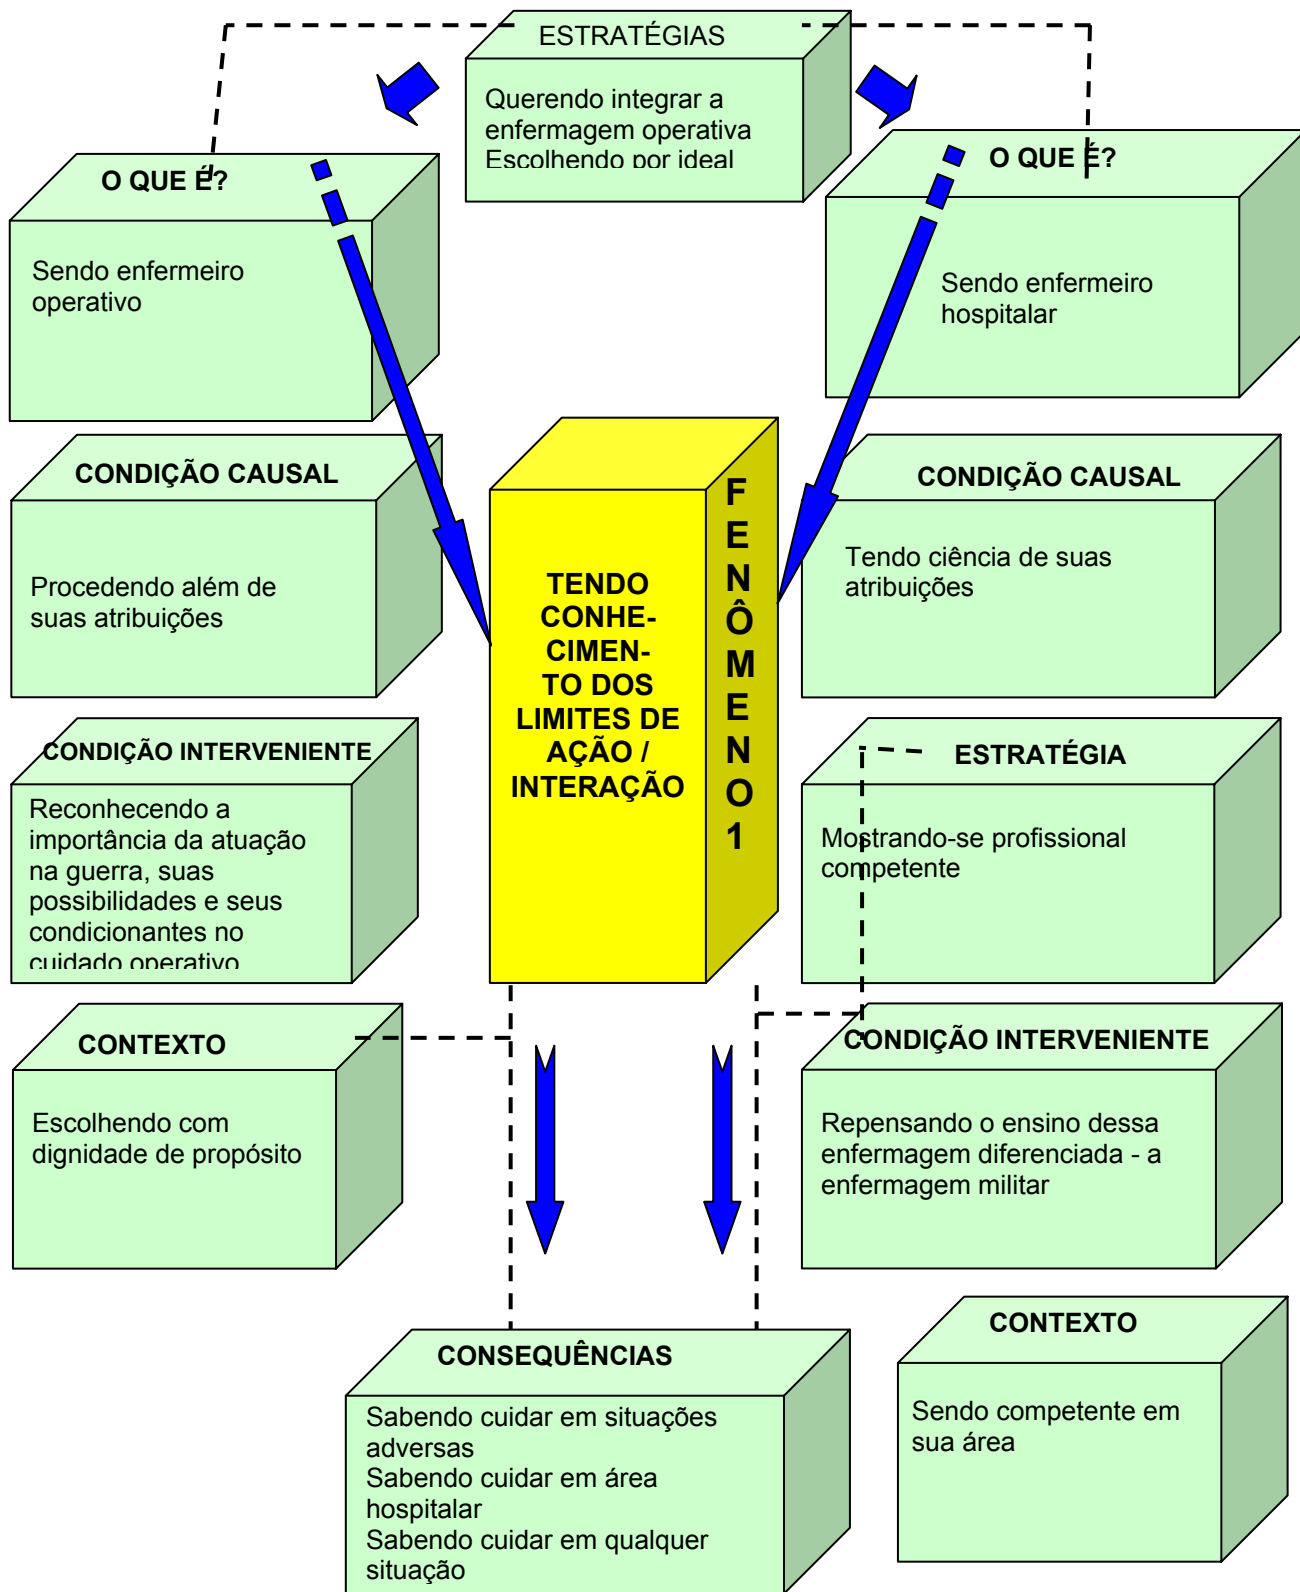 ESTRATÉGIAS
Querendo integrar a
enfermagem operativa
Escolhendo por ideal
O QUE É?
Sendo enfermeiro
operativo
O QUE É?
Sendo enfermeiro
hospitalar
CONDIÇÃO CAUSAL
Procedendo além de
suas atribuições
TENDO
CONHE-
CIMEN-
TO DOS
LIMITES DE
AÇÃO /
INTERAÇÃO
F
E
N
Ô
M
E
N
O
1
CONDIÇÃO CAUSAL
Tendo ciência de suas
atribuições
CONDIÇÃO INTERVENIENTE
Reconhecendo a
importância da atuação
na guerra, suas
possibilidades e seus
condicionantes no
cuidado operativo
ESTRATÉGIA
Mostrando-se profissional
competente
CONTEXTO
Escolhendo com
dignidade de propósito
CONDIÇÃO INTERVENIENTE
Repensando o ensino dessa
enfermagem diferenciada - a
enfermagem militar
CONSEQUÊNCIAS
Sabendo cuidar em situações
adversas
Sabendo cuidar em área
hospitalar
Sabendo cuidar em qualquer
situação
CONTEXTO
Sendo competente em
sua área